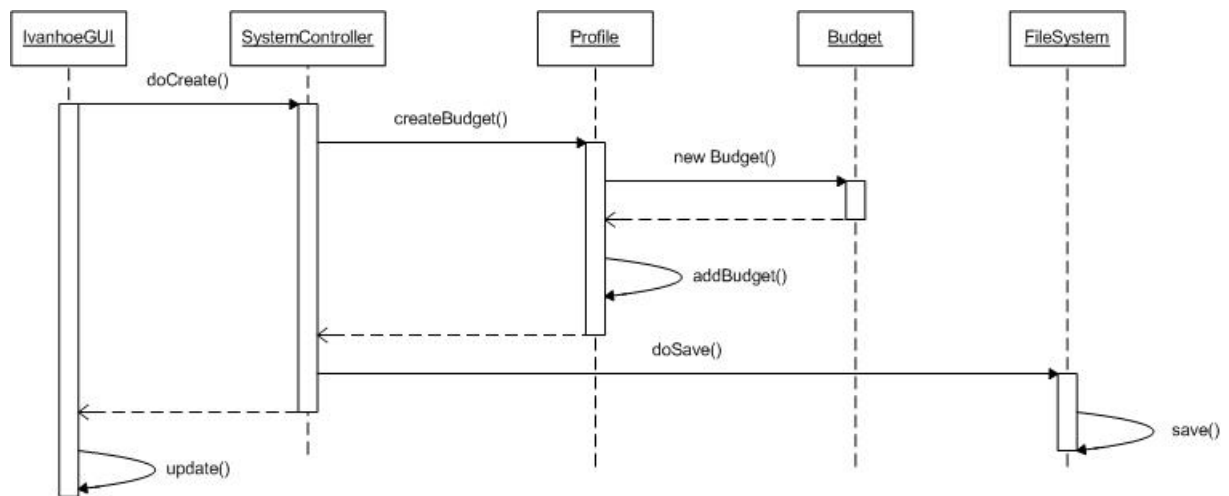 IvanhoeGUI
SystemController
Profile
Budget
FileSystem
doCreate()
createBudget()
new Budget()
addBudget()
doSave()
save()
update()